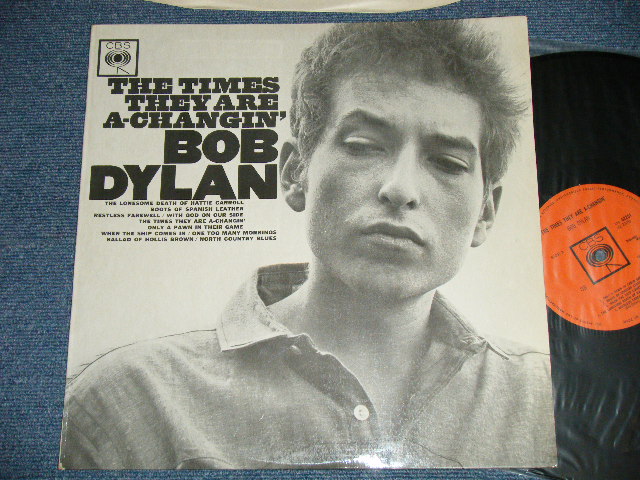 CBS
THE TIMES
THEY ARE
A-CHANGIN'
BOB
DYLAN
THE LONESOME DEATH OF HATTIE CARROLL
BOOTS OF SPANISH LEATHER
RESTLESS FAREWELL / WITH GOD ON OUR SIDE
THE TIMES THEY ARE A-CHANGIN'
ONLY A PAWN IN THEIR GAME
WHEN THE SHIP COMES IN / ONE TOO MANY MORNINGS
BALLAD OF HOLLIS BROWN / NORTH COUNTRY BLUES
THE TIMES THEY ARE A-CHANGIN'
BOB DYLAN
CBS